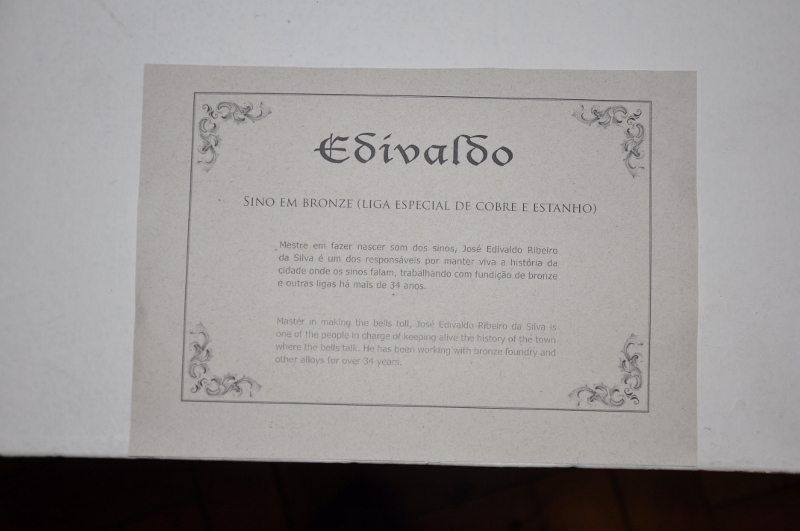 Edivaldo
SINO EM BRONZE (LIGA ESPECIAL DE COBRE E ESTANHO)
Mestre em fazer nascer som dos sinos, José Edivaldo Ribeiro
da Silva é um dos responsáveis por manter viva a história da
cidade onde os sinos falam, trabalhando com fundição de bronze
e outras ligas há mais de 34 anos.
Master in making the bells toll, José Edivaldo Ribeiro da Silva is
one of the people in charge of keeping alive the history of the town
where the bells talk. He has been working with bronze foundry and
other alloys for over 34 years.